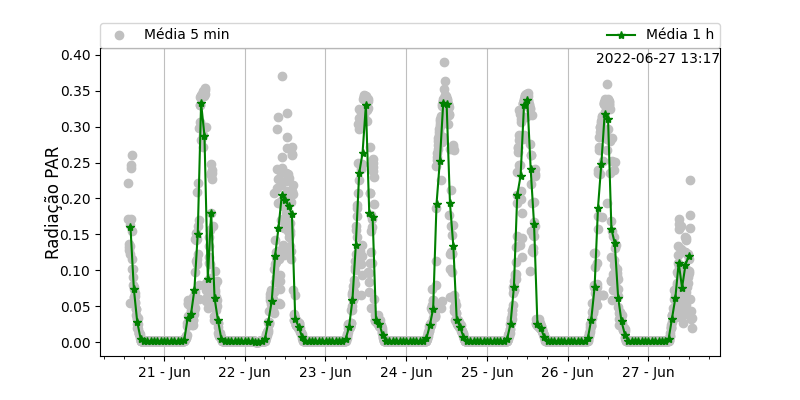 Média 5 min
Média 1 h
2022-06-27 13:17
Radiação PAR
0.40
0.35
0.30
0.25
0.20
0.15
0.10
0.05
0.00
21 - Jun
22 - Jun
23 - Jun
24 - Jun
25 - Jun
26 - Jun
27 - Jun